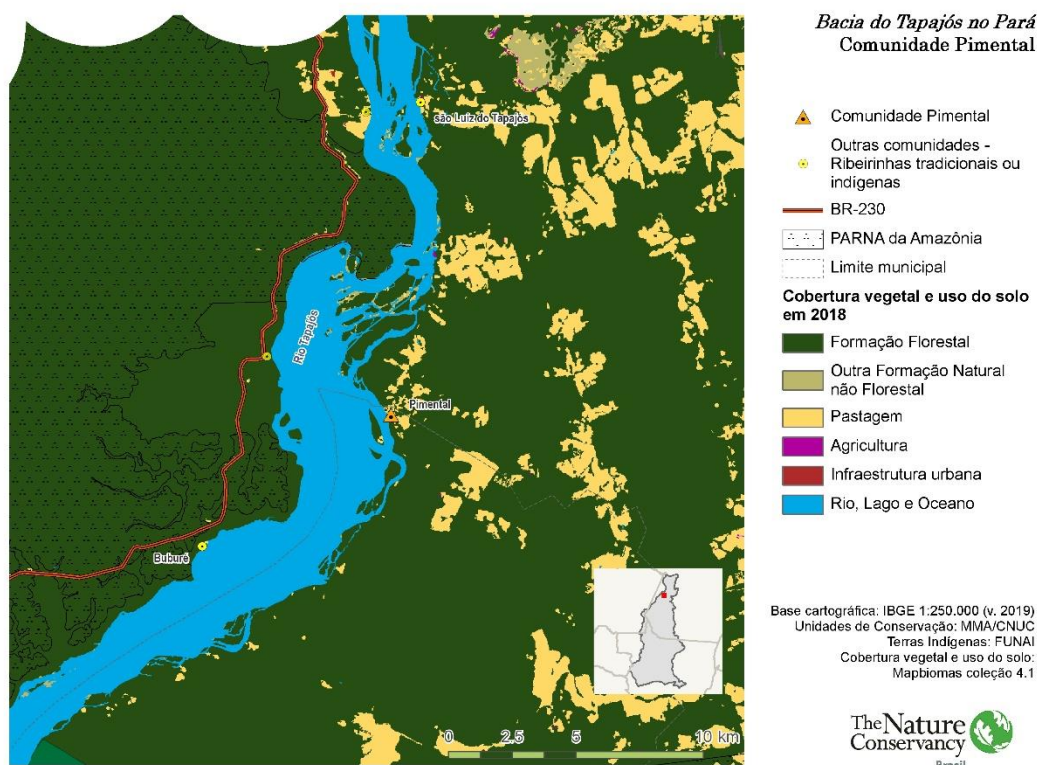 Bacia do Tapajós no Pará
Comunidade Pimental
Comunidade Pimental
Outras comunidades -
Ribeirinhas tradicionais ou
indígenas
BR-230
PARNA da Amazônia
Limite municipal
Cobertura vegetal e uso do solo
em 2018
Formação Florestal
Outra Formação Natural
não Florestal
Pastagem
Agricultura
Infraestrutura urbana
Rio, Lago e Oceano
são Luiz do Tapajós
Rio Tapajós
Pimental
Buburé
0 2.5 5 10 km
Base cartográfica: IBGE 1:250.000 (v. 2019)
Unidades de Conservação: MMA/CNUC
Terras Indígenas: FUNAI
Cobertura vegetal e uso do solo:
Mapbiomas coleção 4.1
The Nature
Conservancy
Brasil